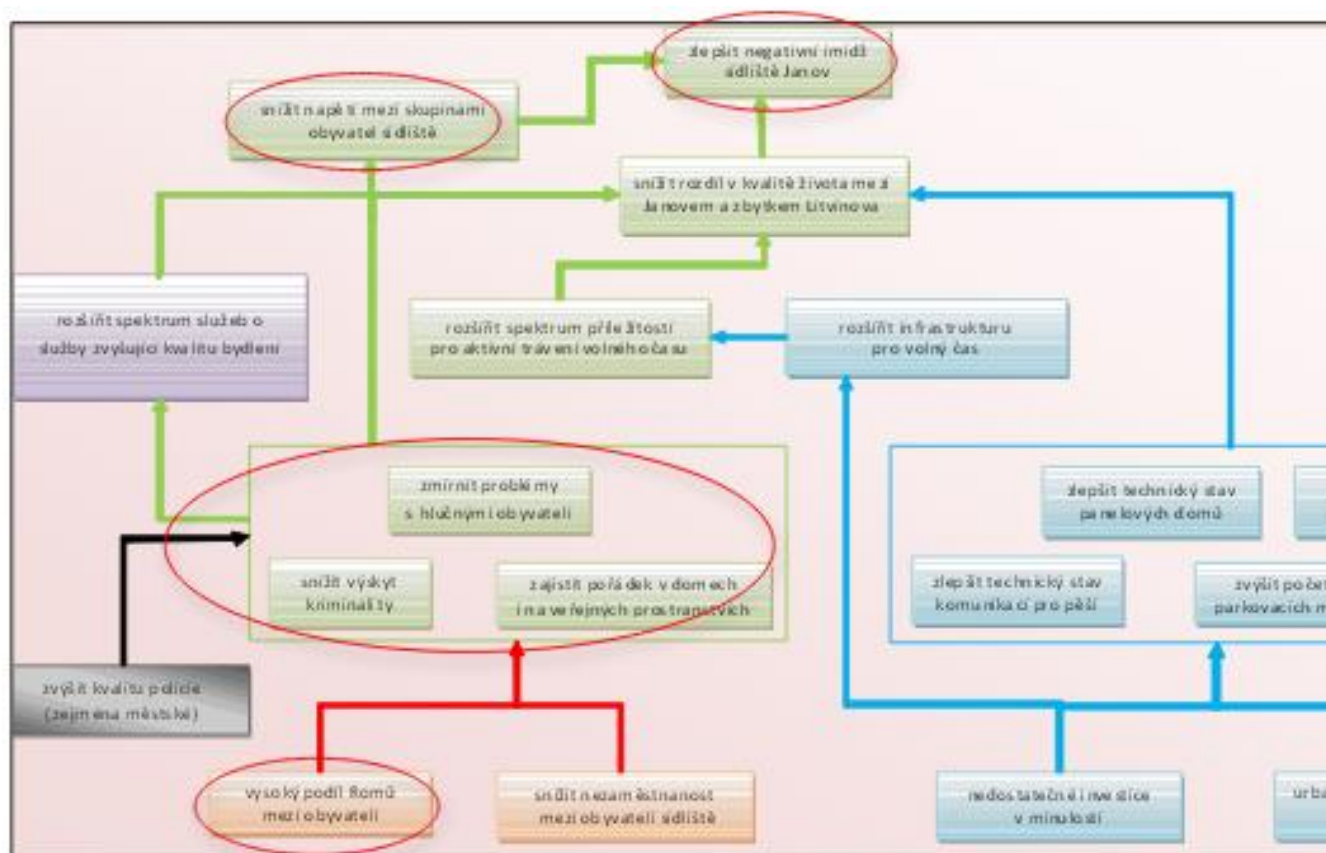 zlepšit negativní imidž
sídliště Janov
snížit napětí mezi skupinami
obyvatel sídliště
snížit rozdíl v kvalitě života mezi
Janovem a zbytkem Litvínova
rozšířit spektrum služeb o
služby zvyšující kvalitu bydlení
rozšířit spektrum příležitostí
pro aktivní trávení volného času
rozšířit infrastrukturu
pro volný čas
zmírnit problémy
s hlučnými obyvateli
zlepšit technický stav
panelových domů
snížit výskyt
kriminality
zajistit pořádek v domech
i na veřejných prostranstvích
zlepšit technický stav
komunikací pro pěší
zvýšit počet
parkovacích m
zvýšit kvalitu policie
(zejména městské)
vysoký podíl Romů
mezi obyvateli
snížit nezaměstnanost
mezi obyvateli sídliště
nedostatečné investice
v minulosti
urba